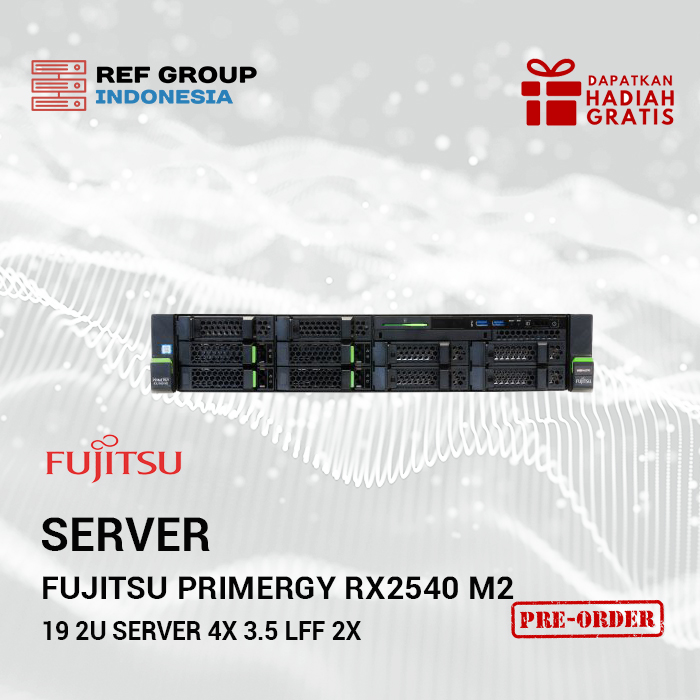 REF GROUP
INDONESIA
DAPATKAN
HADIAH
GRATIS
FUJITSU
FUJITSU
SERVER
FUJITSU PRIMERGY RX2540 M2
PRE-ORDER
19 2U SERVER 4X 3.5 LFF 2X